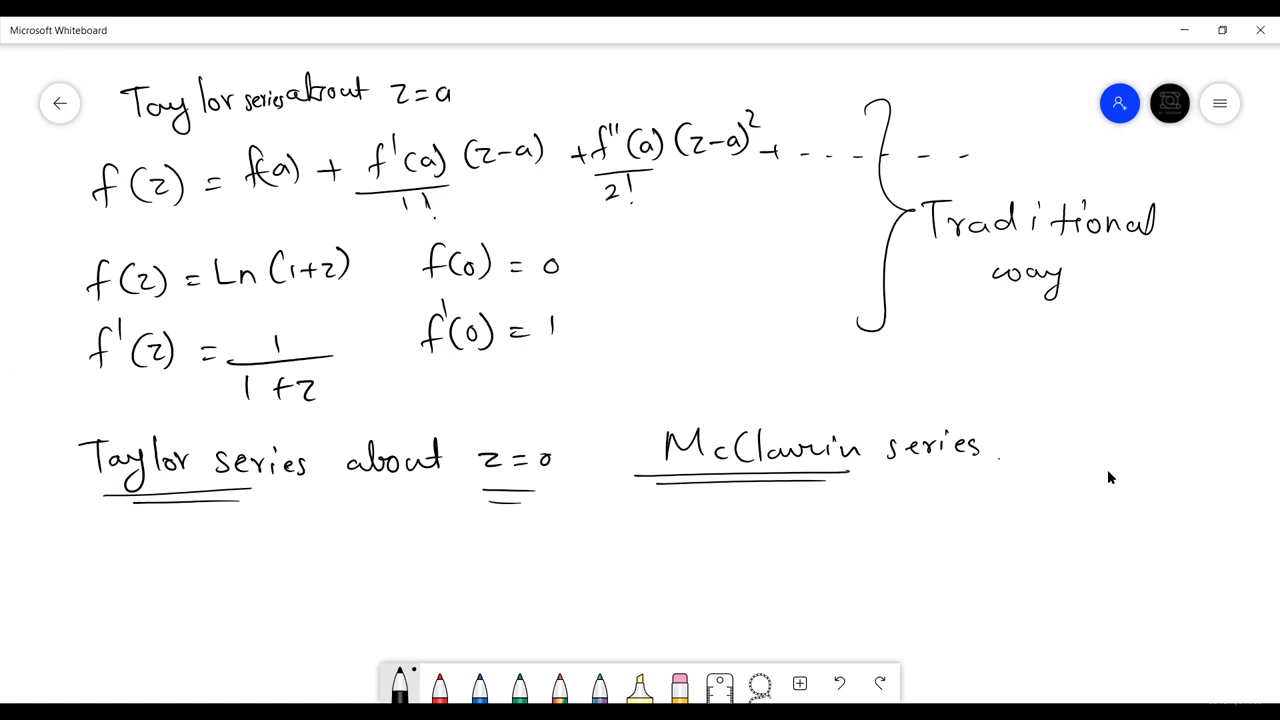 Microsoft Whiteboard
Taylor series about z=a
f(z) = f(a) + f'(a)/1! (z-a) + f''(a)/2! (z-a)² + - - - - - -
Traditional
way
f(z) = Ln(1+z) f(0) = 0
f'(z) = 1/(1+z) f'(0) = 1
Taylor series about z=0 McClaurin series.